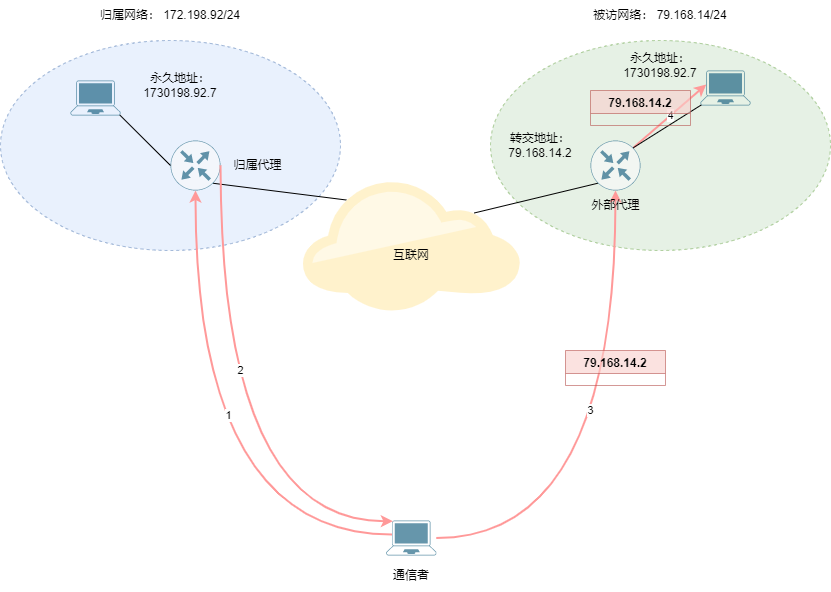 归属网络： 172.198.92/24
被访网络： 79.168.14/24
永久地址：
1730198.92.7
永久地址：
1730198.92.7
79.168.14.2
4
转交地址：
79.168.14.2
归属代理
外部代理
互联网
79.168.14.2
2
1
3
通信者